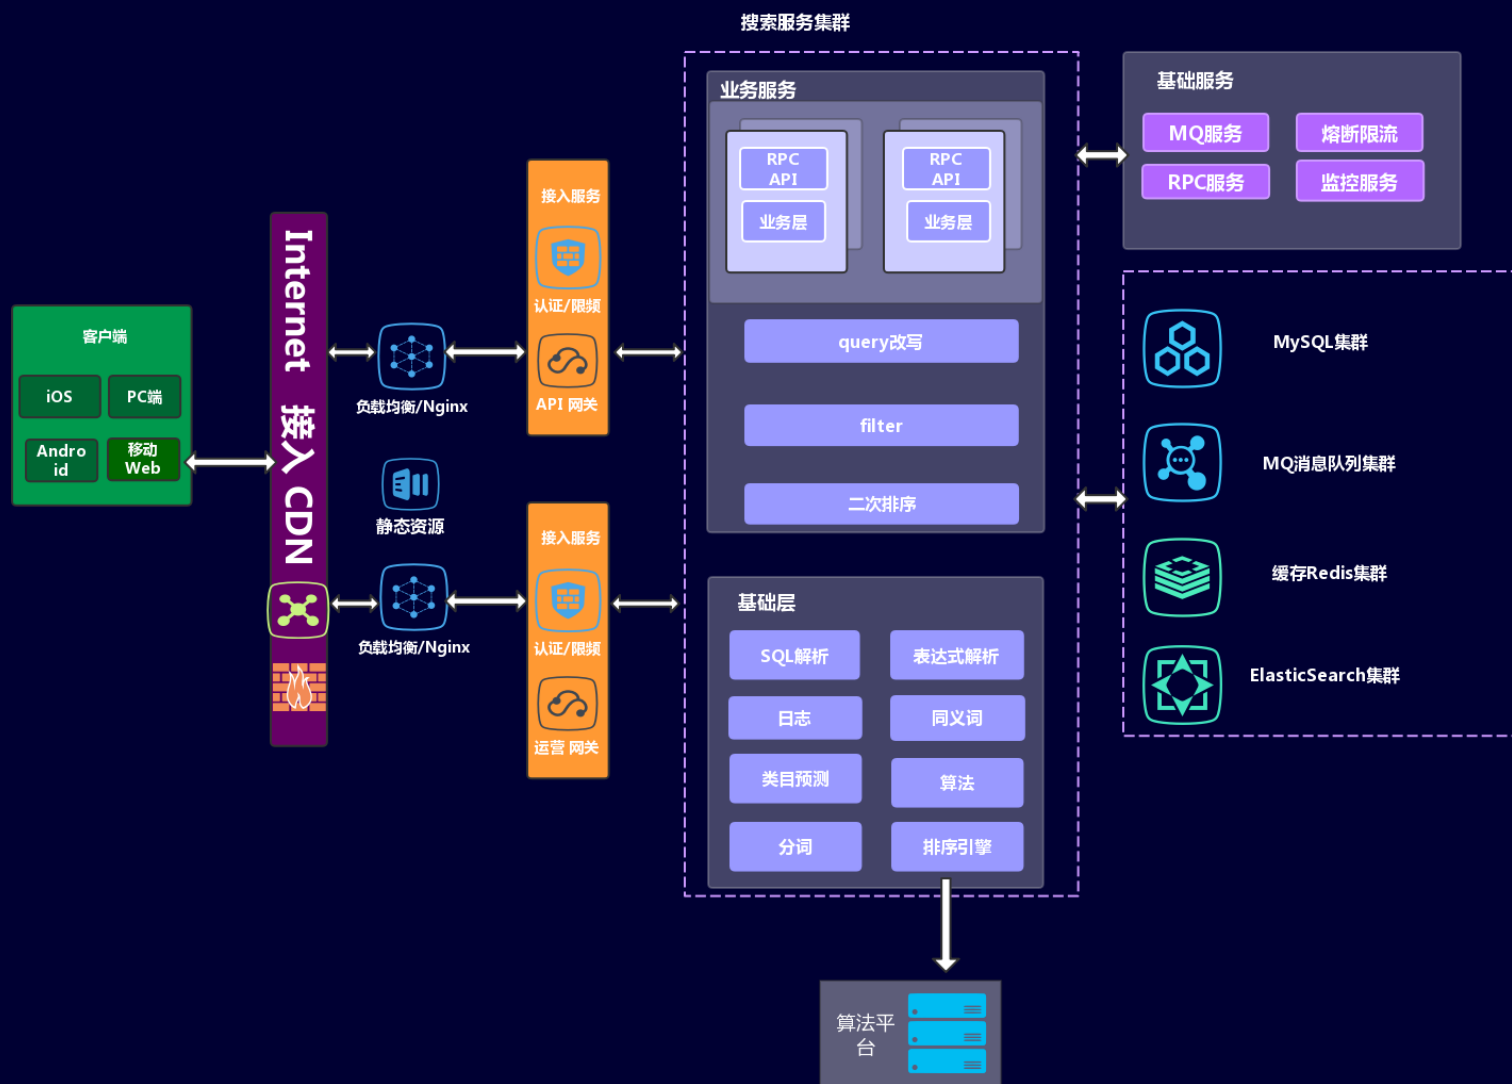 搜索服务集群
业务服务
RPC
API
业务层
RPC
API
业务层
query改写
filter
二次排序
基础层
SQL解析
表达式解析
日志
同义词
类目预测
算法
分词
排序引擎
算法平
台
基础服务
MQ服务
熔断限流
RPC服务
监控服务
MySQL集群
MQ消息队列集群
缓存Redis集群
ElasticSearch集群
接入服务
认证/限频
API 网关
接入服务
认证/限频
运营 网关
负载均衡/Nginx
静态资源
负载均衡/Nginx
Internet 接入 CDN
客户端
iOS
PC端
Andro
id
移动
Web